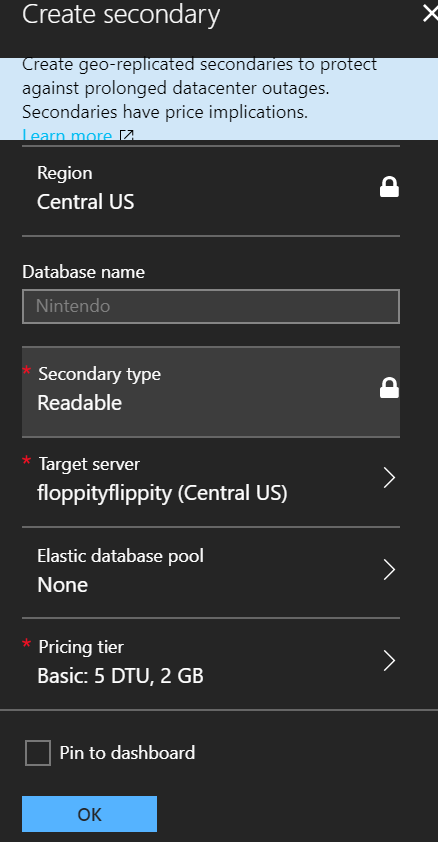 Create secondary
Create geo-replicated secondaries to protect
against prolonged datacenter outages.
Secondaries have price implications.
Learn more
Region
Central US
Database name
Nintendo
* Secondary type
Readable
* Target server
floppityflippity (Central US)
Elastic database pool
None
* Pricing tier
Basic: 5 DTU, 2 GB
Pin to dashboard
OK